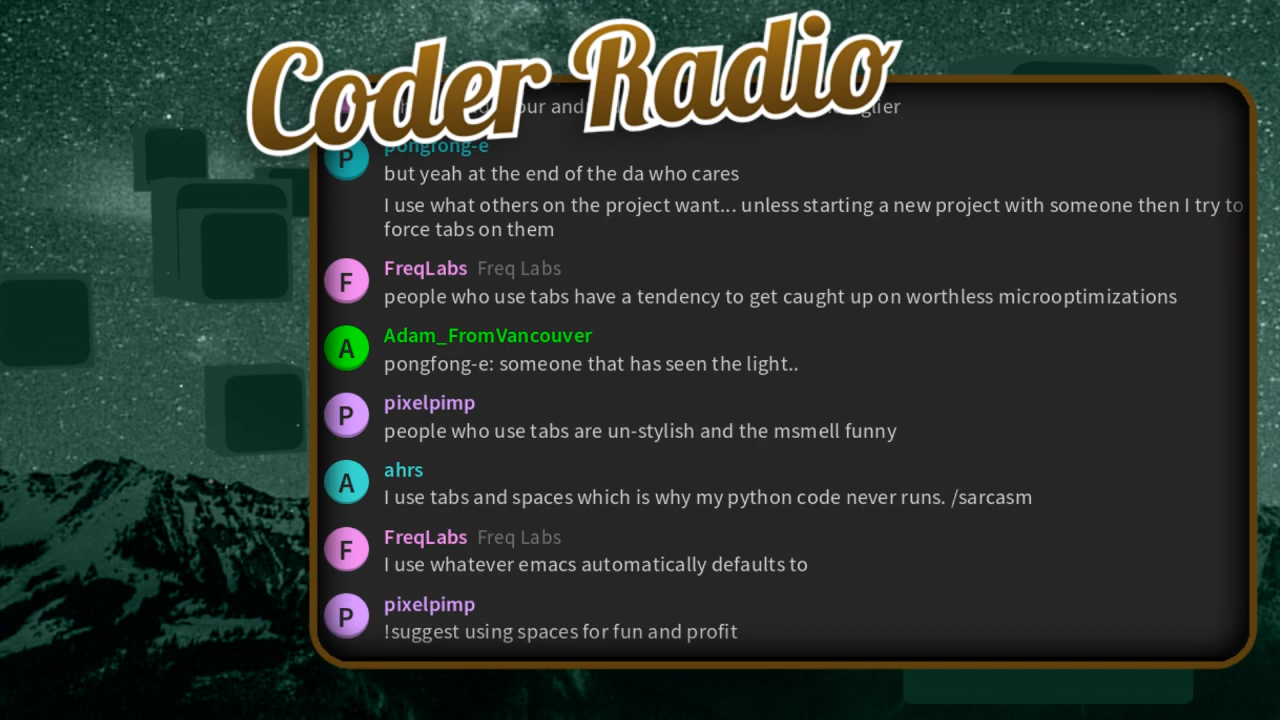 Coder Radio
our and
glier
P
pongfong-e
but yeah at the end of the da who cares
I use what others on the project want... unless starting a new project with someone then I try to
force tabs on them
F
FreqLabs Freq Labs
people who use tabs have a tendency to get caught up on worthless microoptimizations
A
Adam_FromVancouver
pongfong-e: someone that has seen the light..
P
pixelpimp
people who use tabs are un-stylish and the msmell funny
A
ahrs
I use tabs and spaces which is why my python code never runs. /sarcasm
F
FreqLabs Freq Labs
I use whatever emacs automatically defaults to
P
pixelpimp
!suggest using spaces for fun and profit